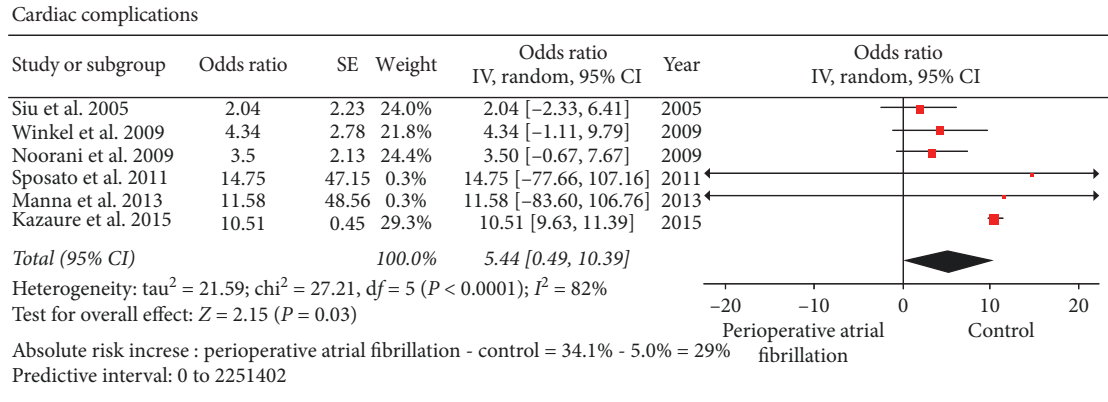 Cardiac complications
Study or subgroup Odds ratio SE Weight Odds ratio IV, random, 95% CI Year Odds ratio IV, random, 95% CI
Siu et al. 2005 2.04 2.23 24.0% 2.04 [–2.33, 6.41] 2005
Winkel et al. 2009 4.34 2.78 21.8% 4.34 [–1.11, 9.79] 2009
Noorani et al. 2009 3.5 2.13 24.4% 3.50 [–0.67, 7.67] 2009
Sposato et al. 2011 14.75 47.15 0.3% 14.75 [–77.66, 107.16] 2011
Manna et al. 2013 11.58 48.56 0.3% 11.58 [–83.60, 106.76] 2013
Kazaure et al. 2015 10.51 0.45 29.3% 10.51 [9.63, 11.39] 2015
Total (95% CI) 100.0% 5.44 [0.49, 10.39]
Heterogeneity: tau² = 21.59; chi² = 27.21, df = 5 (P < 0.0001); I² = 82%
Test for overall effect: Z = 2.15 (P = 0.03)
Absolute risk increse : perioperative atrial fibrillation - control = 34.1% - 5.0% = 29%
Predictive interval: 0 to 2251402
–20 –10 0 10 20
Perioperative atrial fibrillation Control